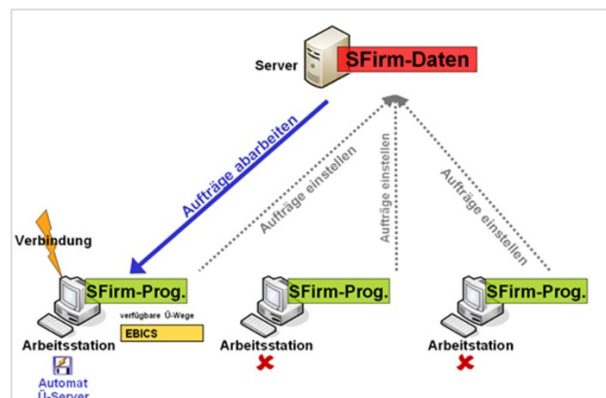 Server
SFirm-Daten
Aufträge abarbeiten
Aufträge einstellen
Aufträge einstellen
Aufträge einstellen
Verbindung
SFirm-Prog.
SFirm-Prog.
SFirm-Prog.
verfügbare Ü-Wege
EBICS
Arbeitsstation
Arbeitsstation
Arbeitsstation
Automat
Ü-Server